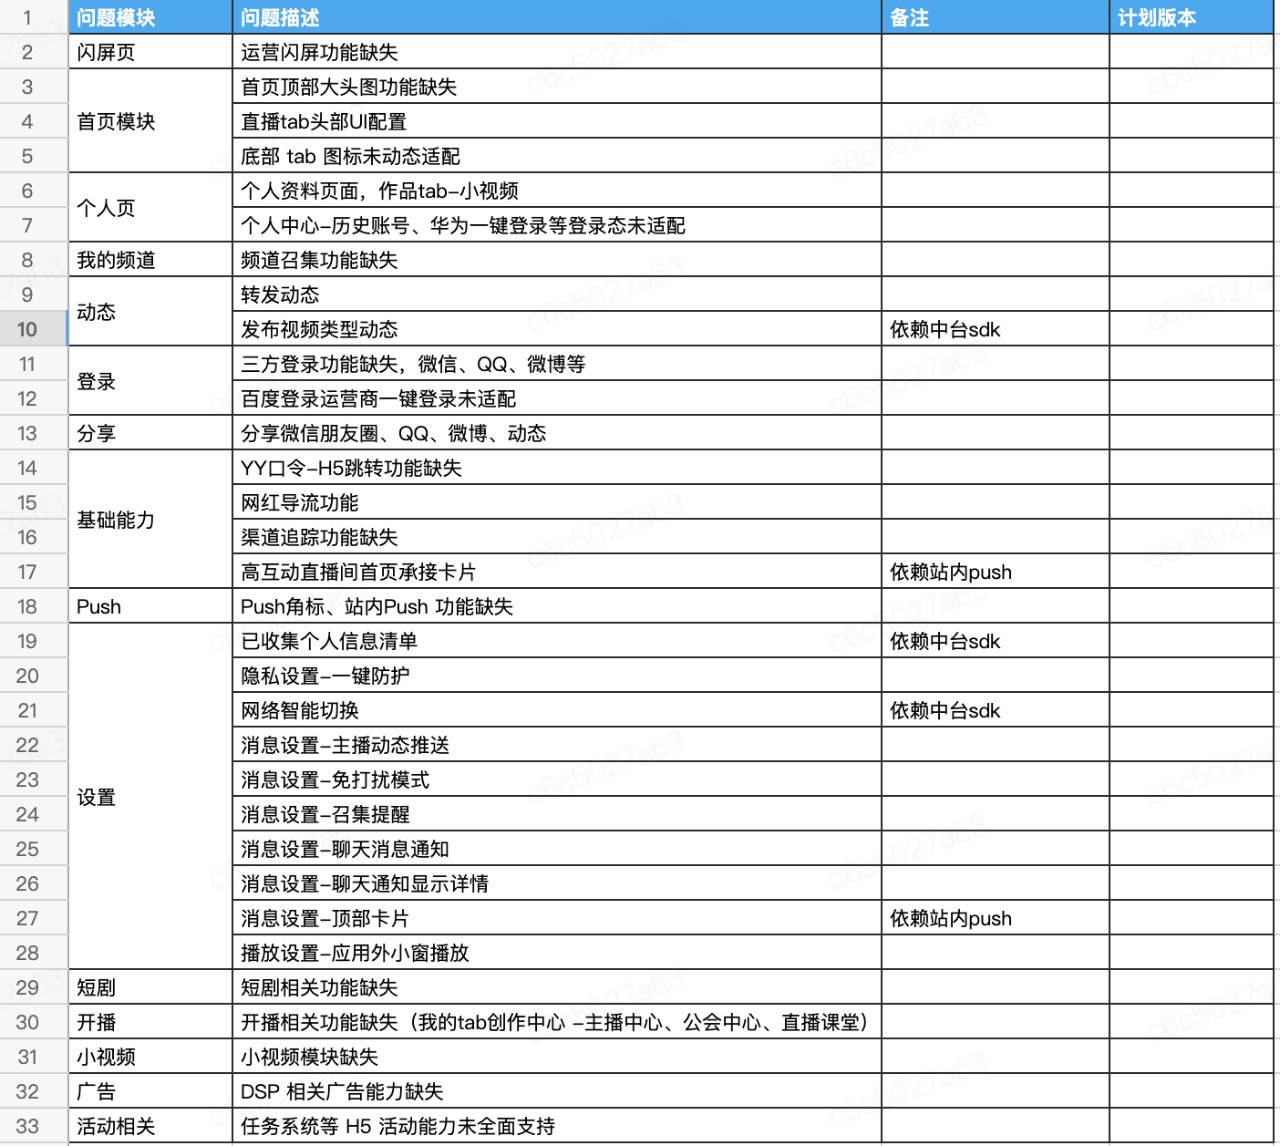 1 问题模块 问题描述 备注 计划版本
2 闪屏页 运营闪屏功能缺失
3 首页顶部大头图功能缺失
4 首页模块 直播tab头部UI配置
5 底部 tab 图标未动态适配
6 个人资料页面，作品tab-小视频
个人页
7 个人中心-历史账号、华为一键登录等登录态未适配
8 我的频道 频道召集功能缺失
9 转发动态
动态
10 发布视频类型动态 依赖中台sdk
11 三方登录功能缺失，微信、QQ、微博等
登录
12 百度登录运营商一键登录未适配
13 分享 分享微信朋友圈、QQ、微博、动态
14 YY口令-H5跳转功能缺失
15 网红导流功能
基础能力
16 渠道追踪功能缺失
17 高互动直播间首页承接卡片 依赖站内push
18 Push Push角标、站内Push 功能缺失
19 已收集个人信息清单 依赖中台sdk
20 隐私设置-一键防护
21 网络智能切换 依赖中台sdk
22 消息设置-主播动态推送
23 消息设置-免打扰模式
设置
24 消息设置-召集提醒
25 消息设置-聊天消息通知
26 消息设置-聊天通知显示详情
27 消息设置-顶部卡片 依赖站内push
28 播放设置-应用外小窗播放
29 短剧 短剧相关功能缺失
30 开播 开播相关功能缺失（我的tab创作中心 -主播中心、公会中心、直播课堂）
31 小视频 小视频模块缺失
32 广告 DSP 相关广告能力缺失
33 活动相关 任务系统等 H5 活动能力未全面支持
c6c5027a63